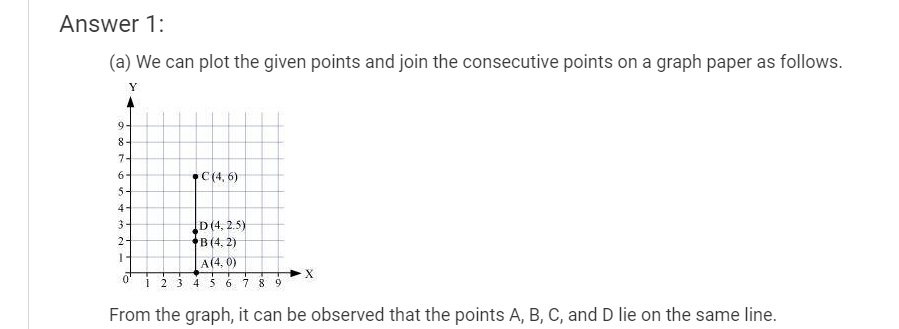 Answer 1:
(a) We can plot the given points and join the consecutive points on a graph paper as follows.
Y
9
8
7
6
C (4, 6)
5
4
3
D (4, 2.5)
2
B (4, 2)
1
A (4, 0)
X
0 1 2 3 4 5 6 7 8 9
From the graph, it can be observed that the points A, B, C, and D lie on the same line.